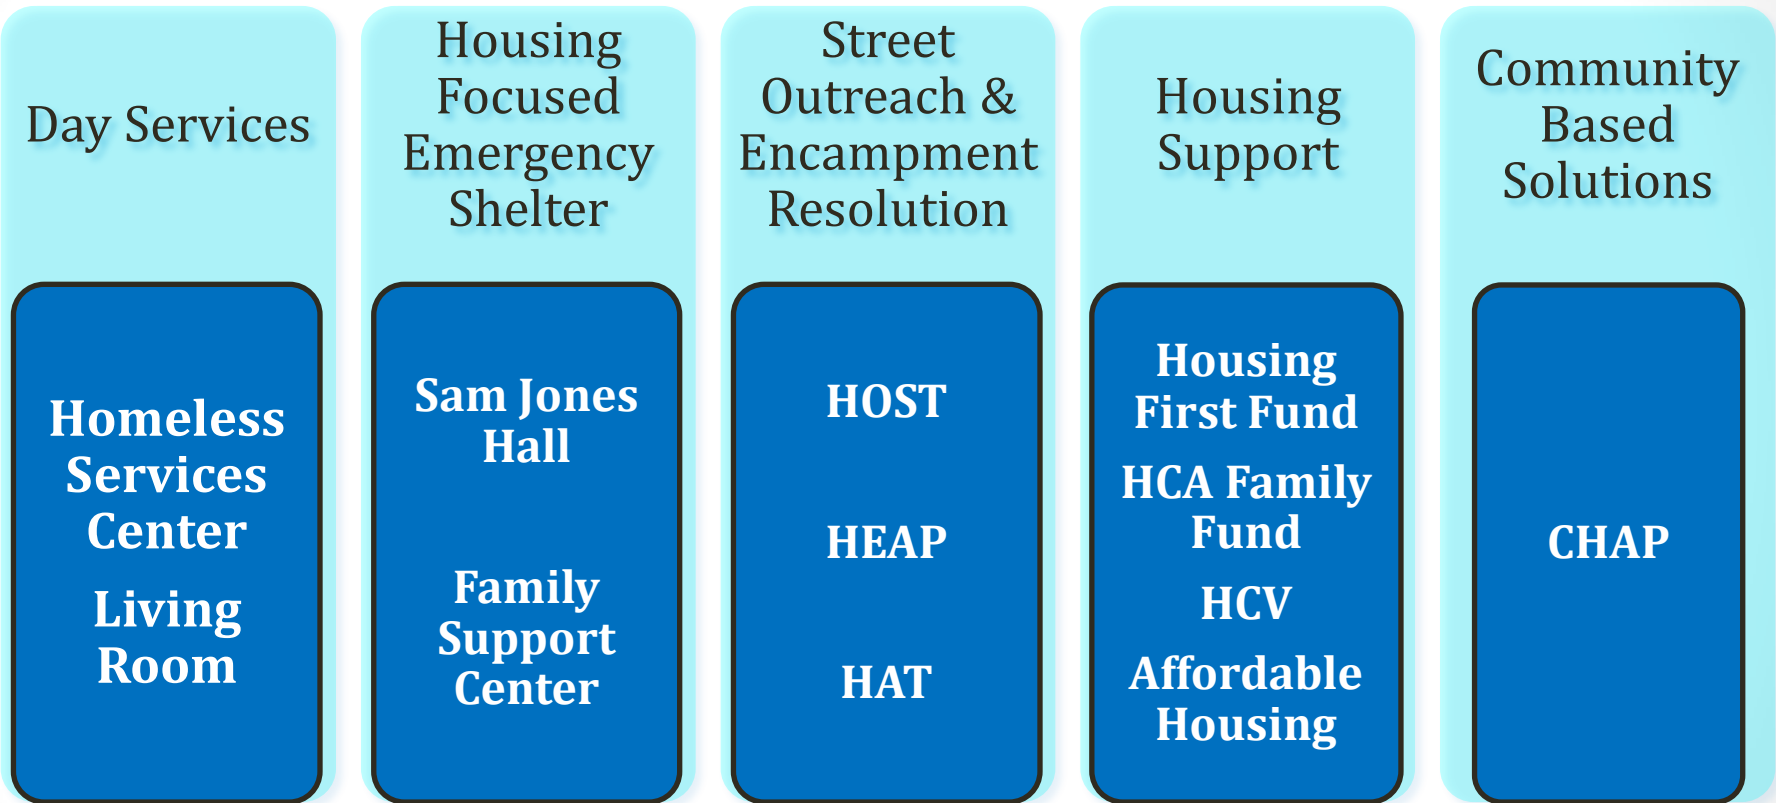 Day Services
Homeless
Services
Center
Living
Room
Housing
Focused
Emergency
Shelter
Sam Jones
Hall
Family
Support
Center
Street
Outreach &
Encampment
Resolution
HOST
HEAP
HAT
Housing
Support
Housing
First Fund
HCA Family
Fund
HCV
Affordable
Housing
Community
Based
Solutions
CHAP